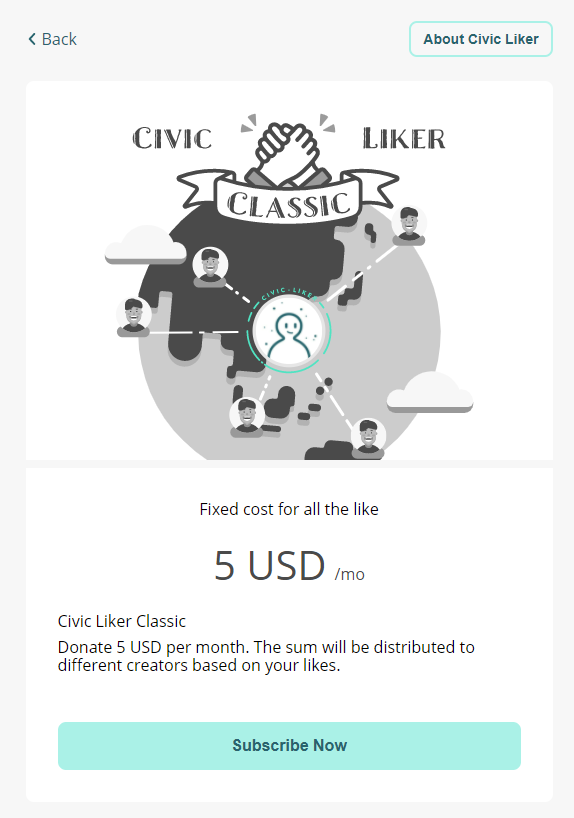 Back
About Civic Liker
CIVIC LIKER
CLASSIC
CIVIC · LIKER
Fixed cost for all the like
5 USD /mo
Civic Liker Classic
Donate 5 USD per month. The sum will be distributed to
different creators based on your likes.
Subscribe Now